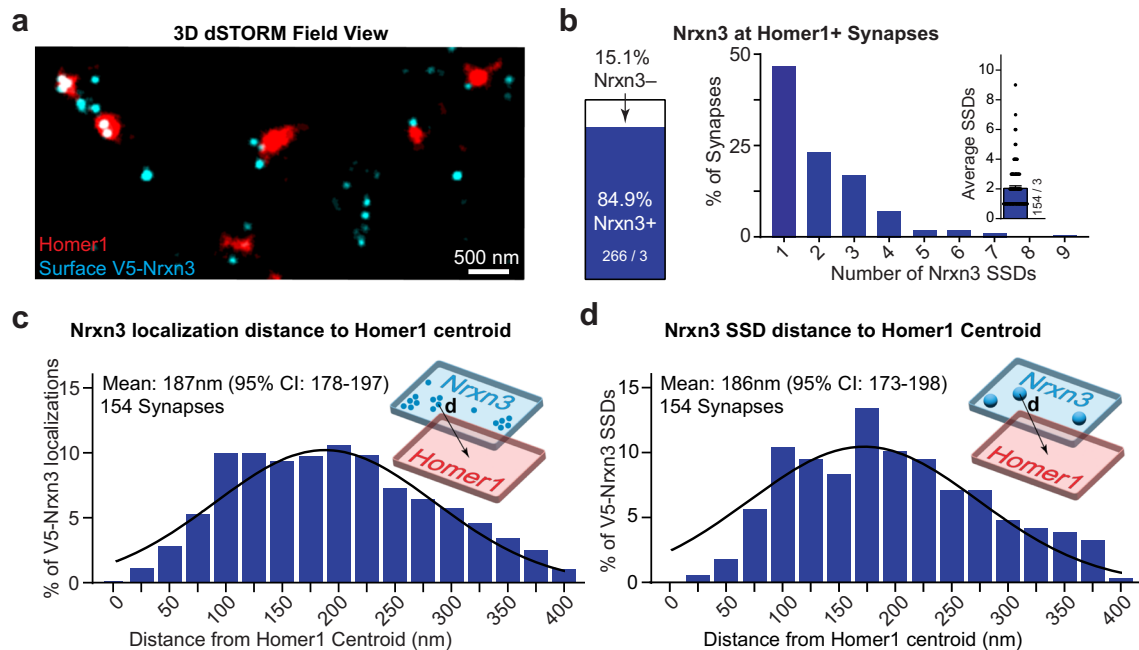 a
3D dSTORM Field View
Homer1
Surface V5-Nrxn3
500 nm
b
Nrxn3 at Homer1+ Synapses
15.1%
Nrxn3–
84.9%
Nrxn3+
266 / 3
% of Synapses
50
25
0
1 2 3 4 5 6 7 8 9
Number of Nrxn3 SSDs
Average SSDs
10
8
6
4
2
0
154 / 3
c
Nrxn3 localization distance to Homer1 centroid
% of V5-Nrxn3 localizations
15
10
5
0
Mean: 187nm (95% CI: 178-197)
154 Synapses
Nrxn3
d
Homer1
0 50 100 150 200 250 300 350 400
Distance from Homer1 Centroid (nm)
d
Nrxn3 SSD distance to Homer1 Centroid
% of V5-Nrxn3 SSDs
15
10
5
0
Mean: 186nm (95% CI: 173-198)
154 Synapses
Nrxn3
d
Homer1
0 50 100 150 200 250 300 350 400
Distance from Homer1 centroid (nm)